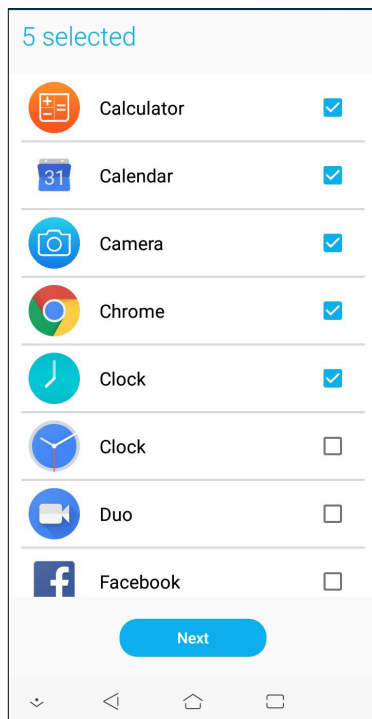 5 selected
Calculator
31
Calendar
Camera
Chrome
Clock
Clock
Duo
Facebook
Next